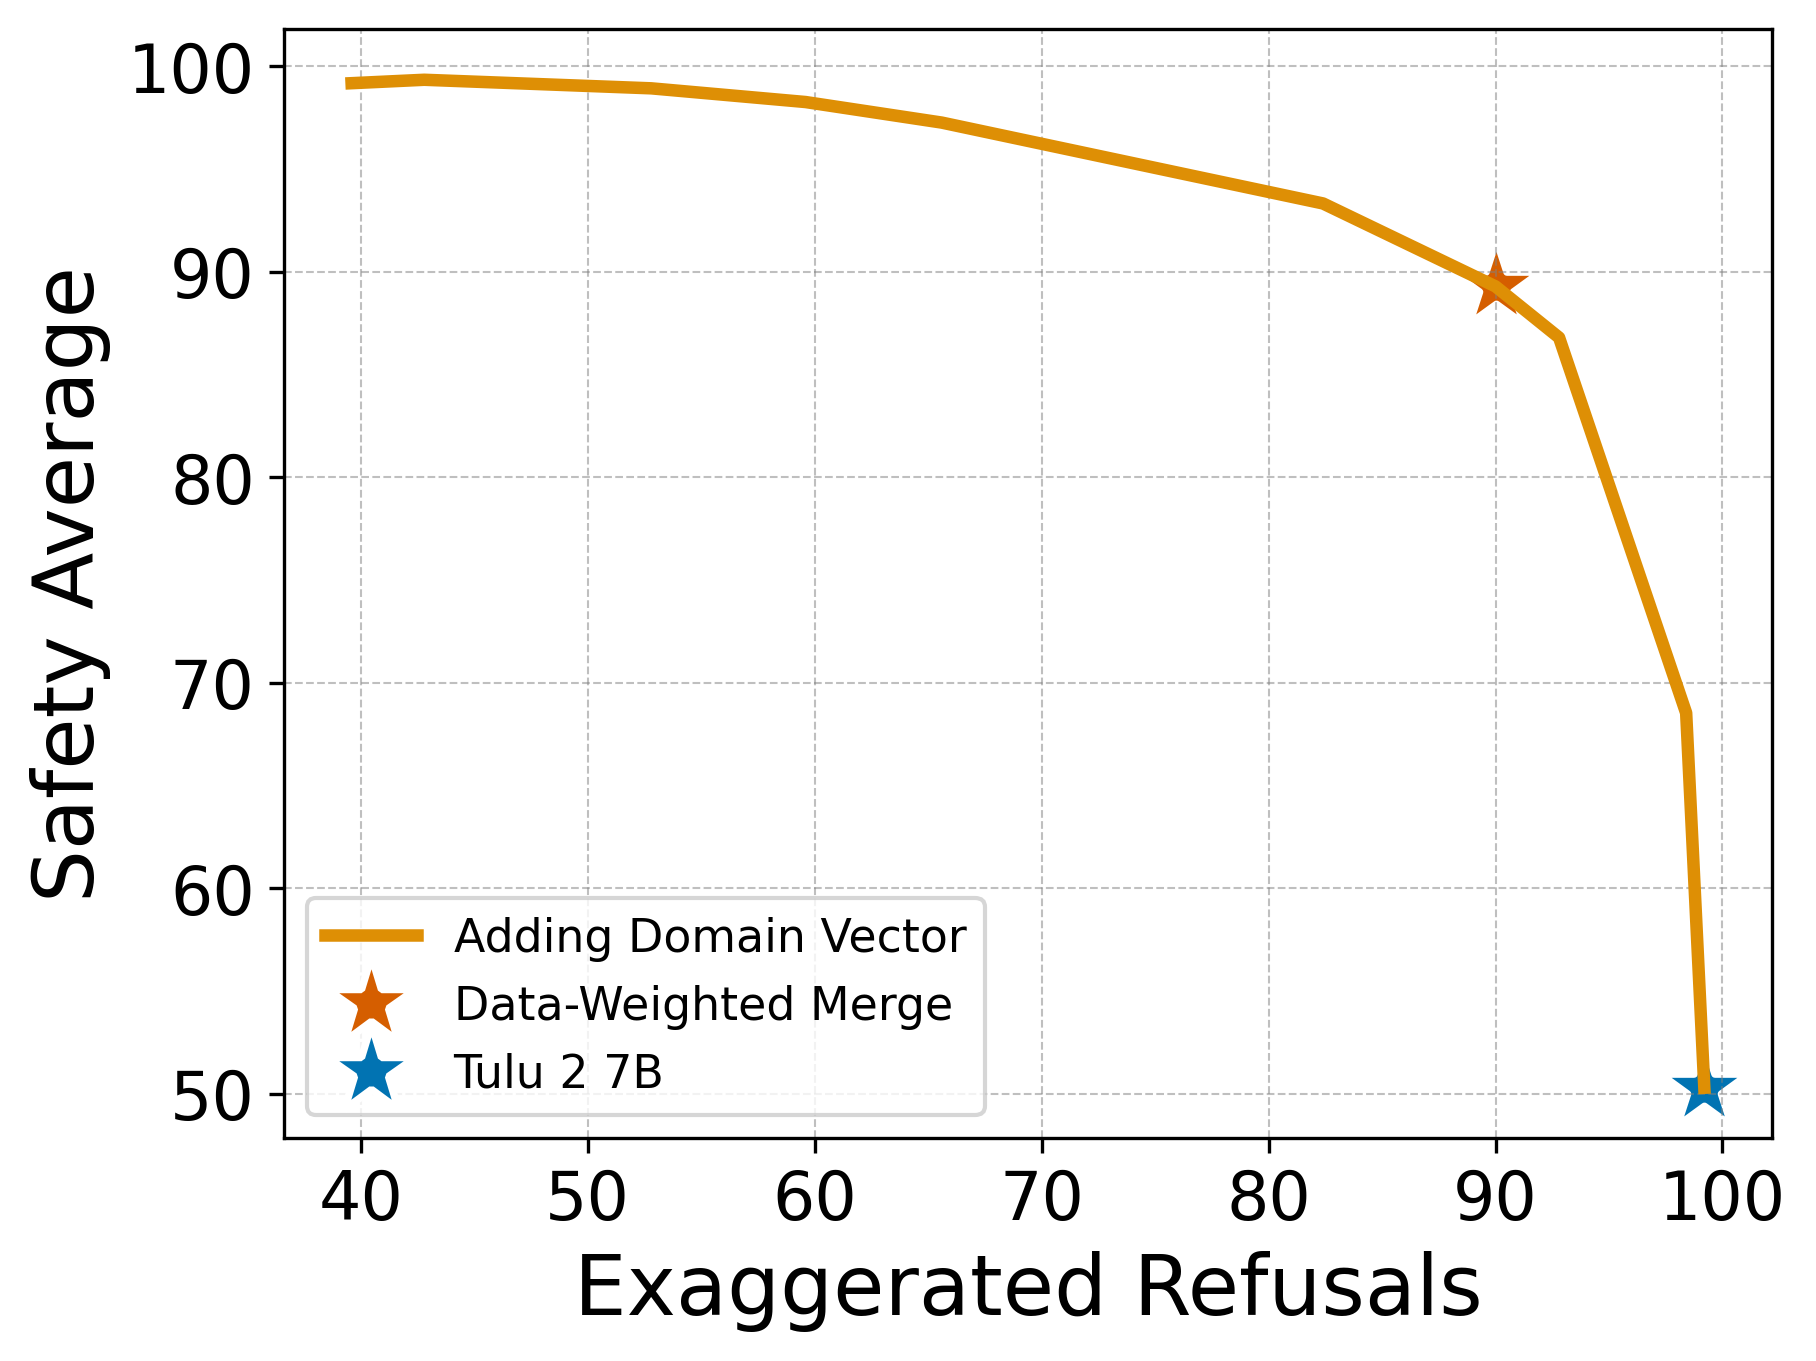 100
90
80
70
60
50
Safety Average
Adding Domain Vector
Data-Weighted Merge
Tulu 2 7B
40 50 60 70 80 90 100
Exaggerated Refusals